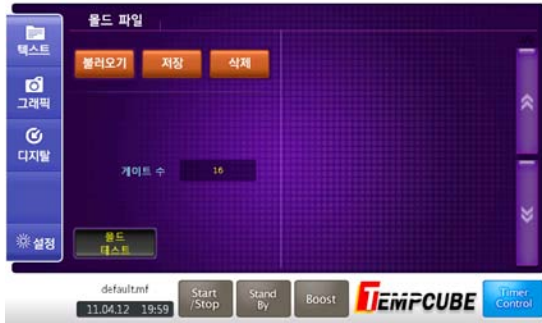 몰드 파일
텍스트
불러오기 저장 삭제
그래픽
디지탈
게이트 수 16
설정
몰드
테스트
default.mf
11.04.12 19:59
Start
/Stop
Stand
By
Boost
TEMPCUBE
Timer
Control